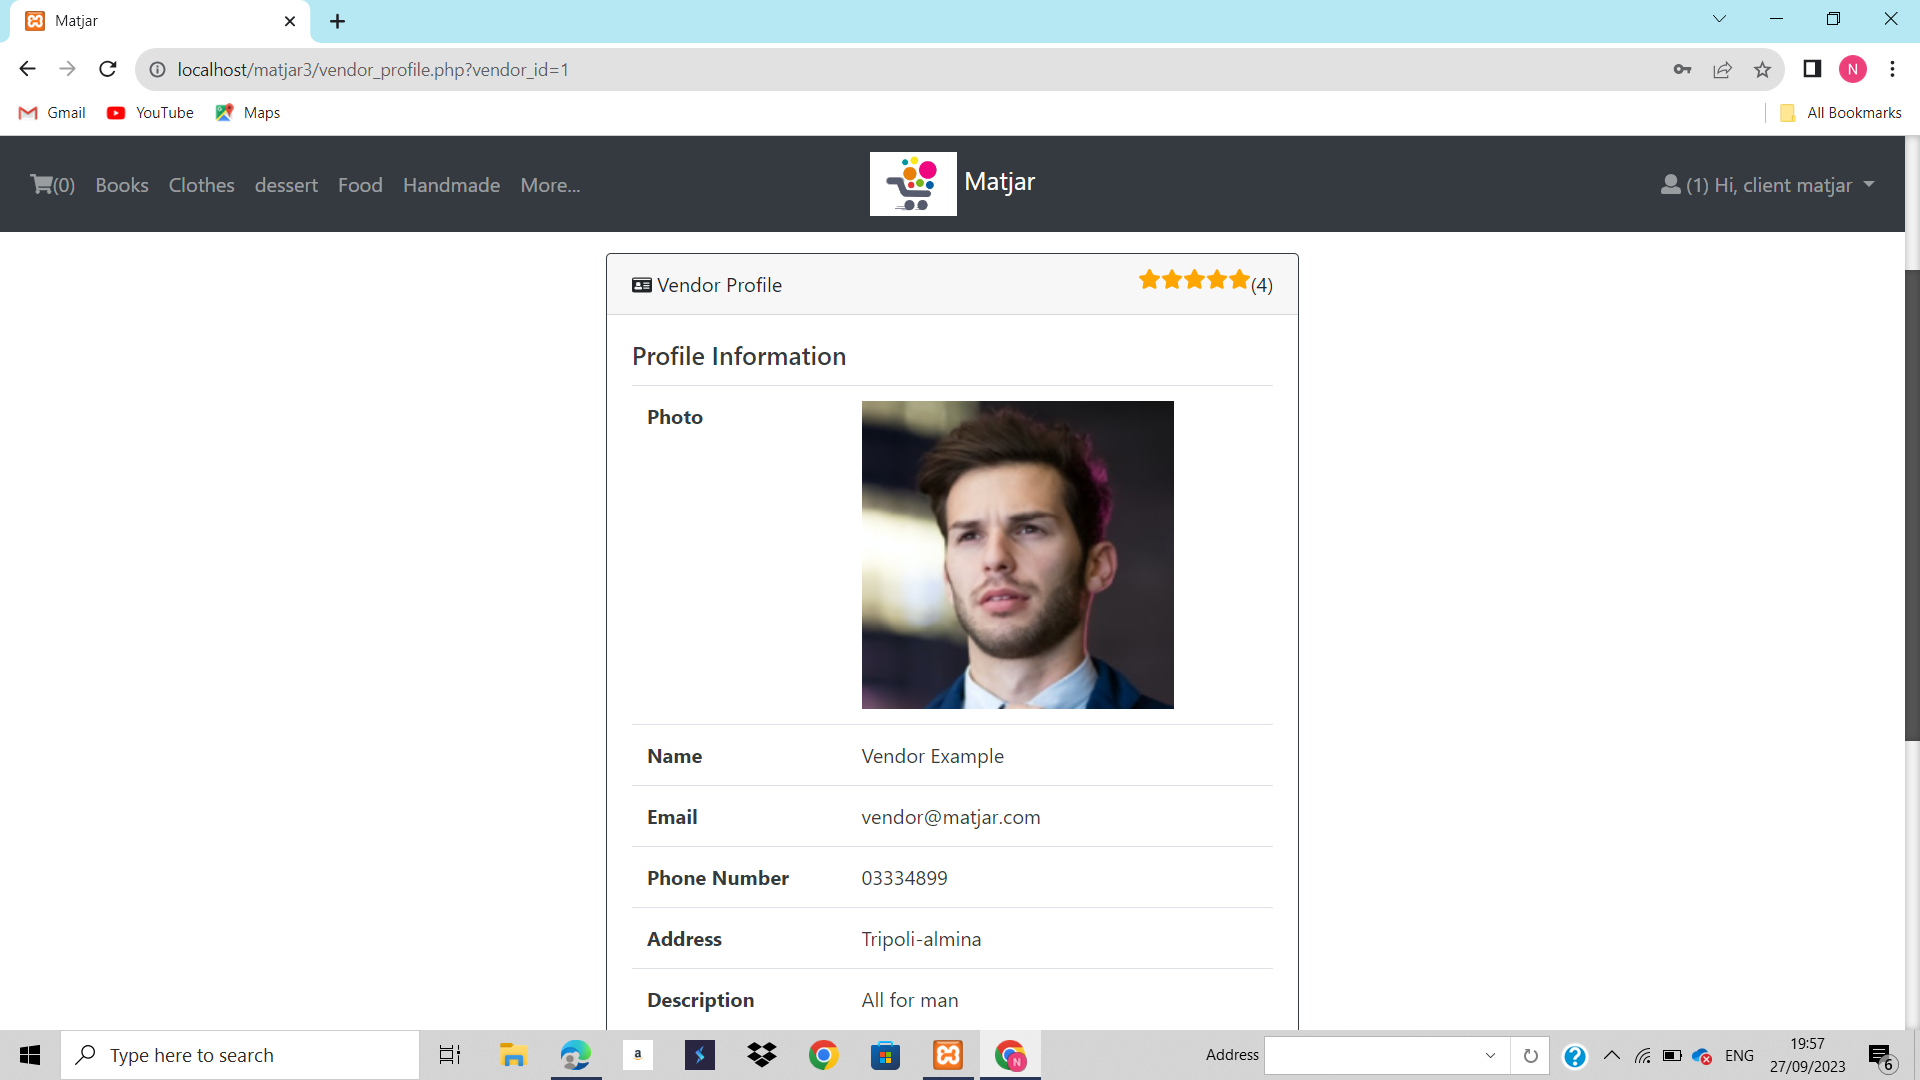 Matjar
localhost/matjar3/vendor_profile.php?vendor_id=1
N
Gmail YouTube Maps All Bookmarks
(0) Books Clothes dessert Food Handmade More... Matjar (1) Hi, client matjar
Vendor Profile (4)
Profile Information
Photo
Name Vendor Example
Email vendor@matjar.com
Phone Number 03334899
Address Tripoli-almina
Description All for man
Type here to search a N Address ? ENG 19:57
27/09/2023 6